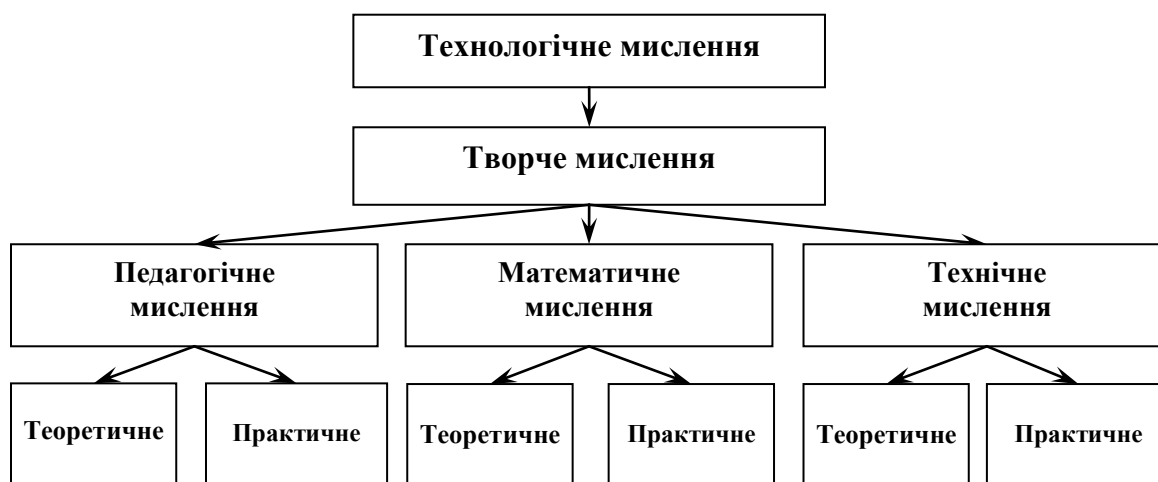 Технологічне мислення
Творче мислення
Педагогічне
мислення
Математичне
мислення
Технічне
мислення
Теоретичне
Практичне
Теоретичне
Практичне
Теоретичне
Практичне